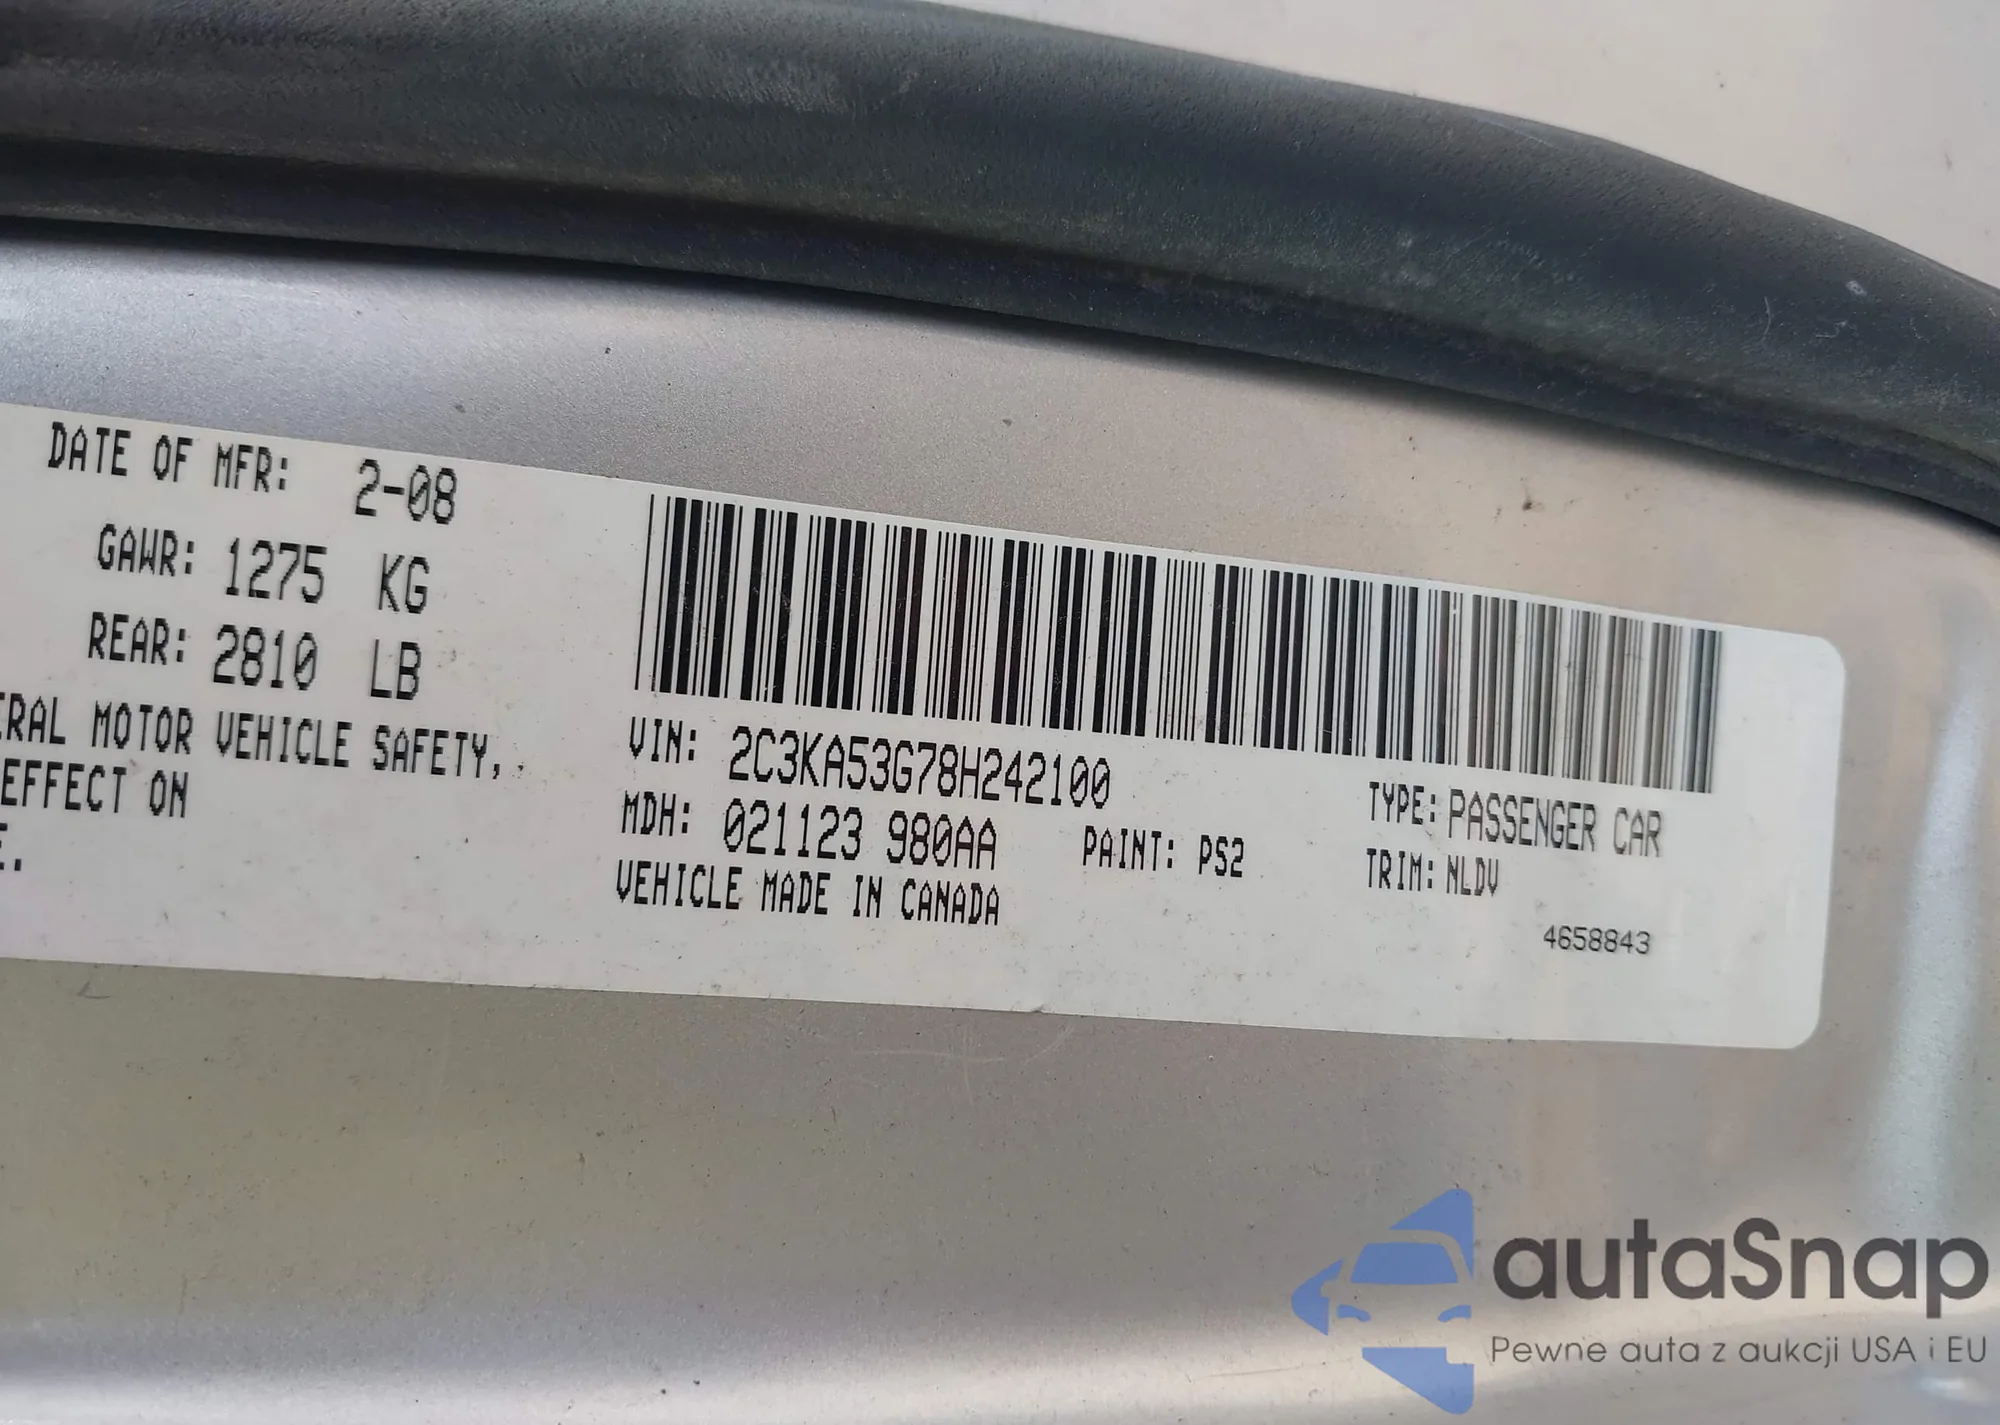 DATE OF MFR: 2-08
GAWR: 1275 KG
REAR: 2810 LB
ERAL MOTOR VEHICLE SAFETY,
EFFECT ON
E.
VIN: 2C3KA53G78H242100
MDH: 021123 980AA PAINT: PS2
VEHICLE MADE IN CANADA
TYPE: PASSENGER CAR
TRIM: NLDV
4658843
autaSnap
Pewne auta z aukcji USA i EU